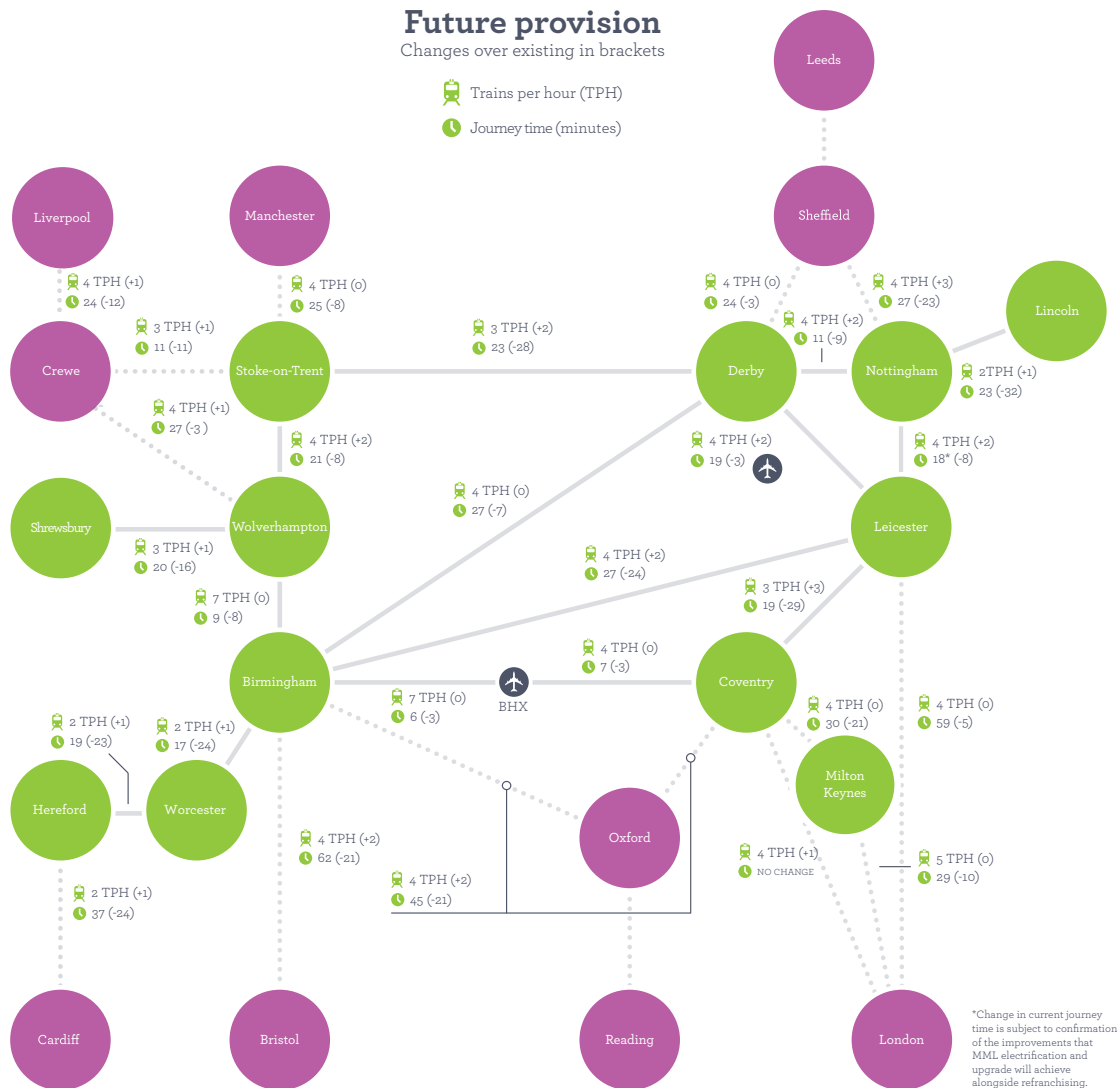 Future provision
Changes over existing in brackets
Trains per hour (TPH)
Journey time (minutes)
Leeds
Liverpool
Manchester
Sheffield
4 TPH (+1)
24 (-12)
4 TPH (0)
25 (-8)
4 TPH (0)
24 (-3)
4 TPH (+3)
27 (-23)
Lincoln
3 TPH (+1)
11 (-11)
3 TPH (+2)
23 (-28)
4 TPH (+2)
11 (-9)
Crewe
Stoke-on-Trent
Derby
Nottingham
2TPH (+1)
23 (-32)
4 TPH (+1)
27 (-3 )
4 TPH (+2)
21 (-8)
4 TPH (+2)
19 (-3)
4 TPH (+2)
18* (-8)
4 TPH (0)
27 (-7)
Shrewsbury
Wolverhampton
Leicester
3 TPH (+1)
20 (-16)
4 TPH (+2)
27 (-24)
7 TPH (0)
9 (-8)
3 TPH (+3)
19 (-29)
4 TPH (0)
7 (-3)
Birmingham
BHX
Coventry
7 TPH (0)
6 (-3)
2 TPH (+1)
19 (-23)
2 TPH (+1)
17 (-24)
4 TPH (0)
30 (-21)
4 TPH (0)
59 (-5)
Milton
Keynes
Hereford
Worcester
Oxford
4 TPH (+2)
62 (-21)
4 TPH (+1)
NO CHANGE
5 TPH (0)
29 (-10)
4 TPH (+2)
45 (-21)
2 TPH (+1)
37 (-24)
Cardiff
Bristol
Reading
London
*Change in current journey
time is subject to confirmation
of the improvements that
MML electrification and
upgrade will achieve
alongside refranchising.